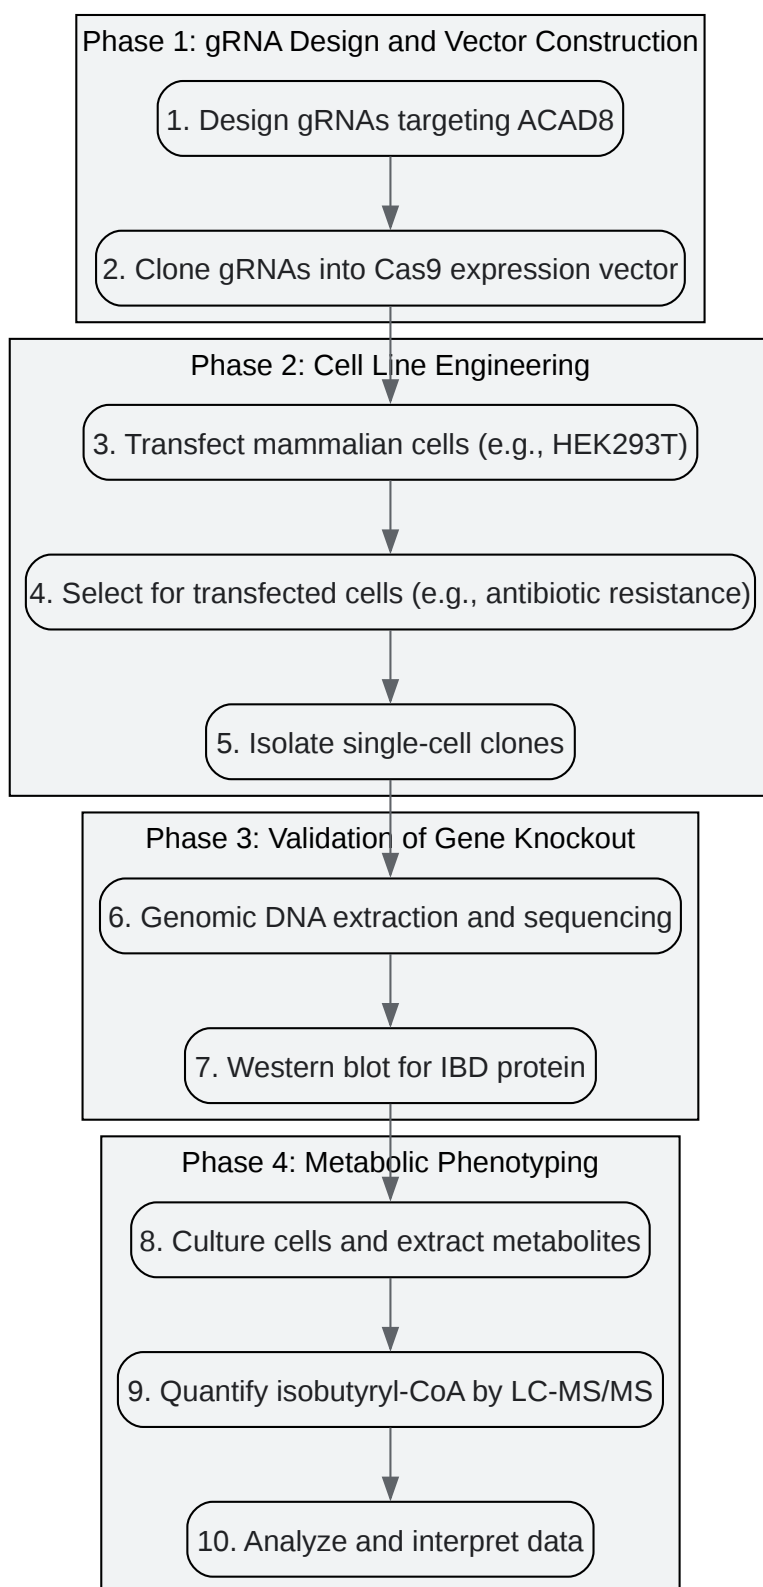 Phase 1: gRNA Design and Vector Construction
1. Design gRNAs targeting ACAD8
2. Clone gRNAs into Cas9 expression vector
Phase 2: Cell Line Engineering
3. Transfect mammalian cells (e.g., HEK293T)
4. Select for transfected cells (e.g., antibiotic resistance)
5. Isolate single-cell clones
Phase 3: Validation of Gene Knockout
6. Genomic DNA extraction and sequencing
7. Western blot for IBD protein
Phase 4: Metabolic Phenotyping
8. Culture cells and extract metabolites
9. Quantify isobutyryl-CoA by LC-MS/MS
10. Analyze and interpret data